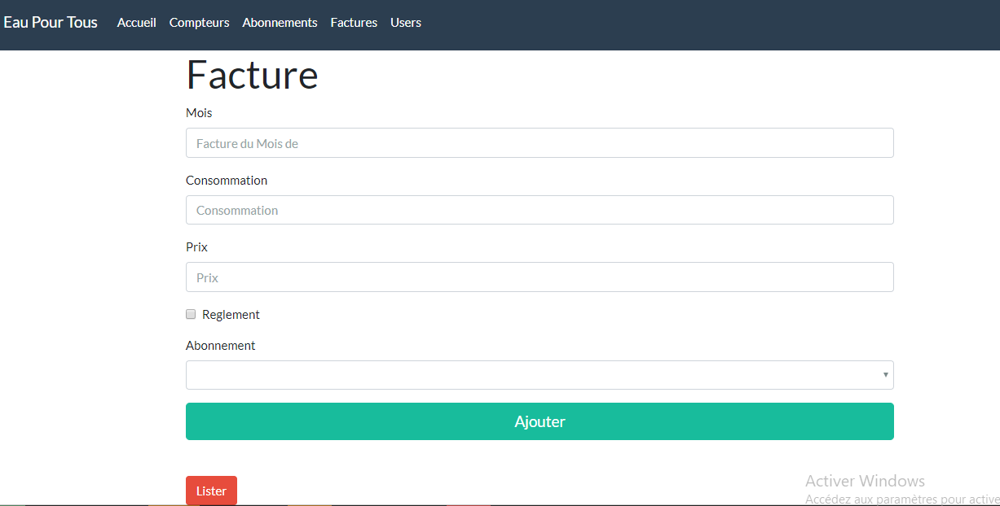 Eau Pour Tous Accueil Compteurs Abonnements Factures Users
Facture
Mois
Facture du Mois de
Consommation
Consommation
Prix
Prix
Reglement
Abonnement
Ajouter
Lister
Activer Windows
Accédez aux paramètres pour active